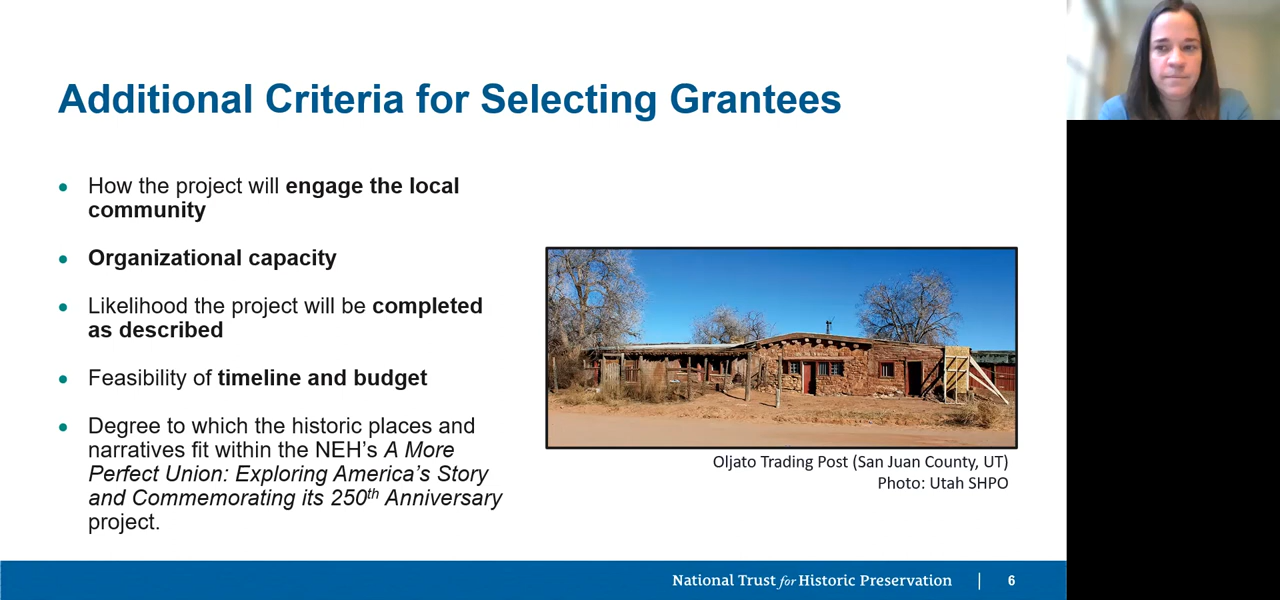 Additional Criteria for Selecting Grantees
How the project will engage the local
community
Organizational capacity
Likelihood the project will be completed
as described
Feasibility of timeline and budget
Degree to which the historic places and
narratives fit within the NEH’s A More
Perfect Union: Exploring America’s Story
and Commemorating its 250th Anniversary
project.
Oljato Trading Post (San Juan County, UT)
Photo: Utah SHPO
National Trust for Historic Preservation | 6